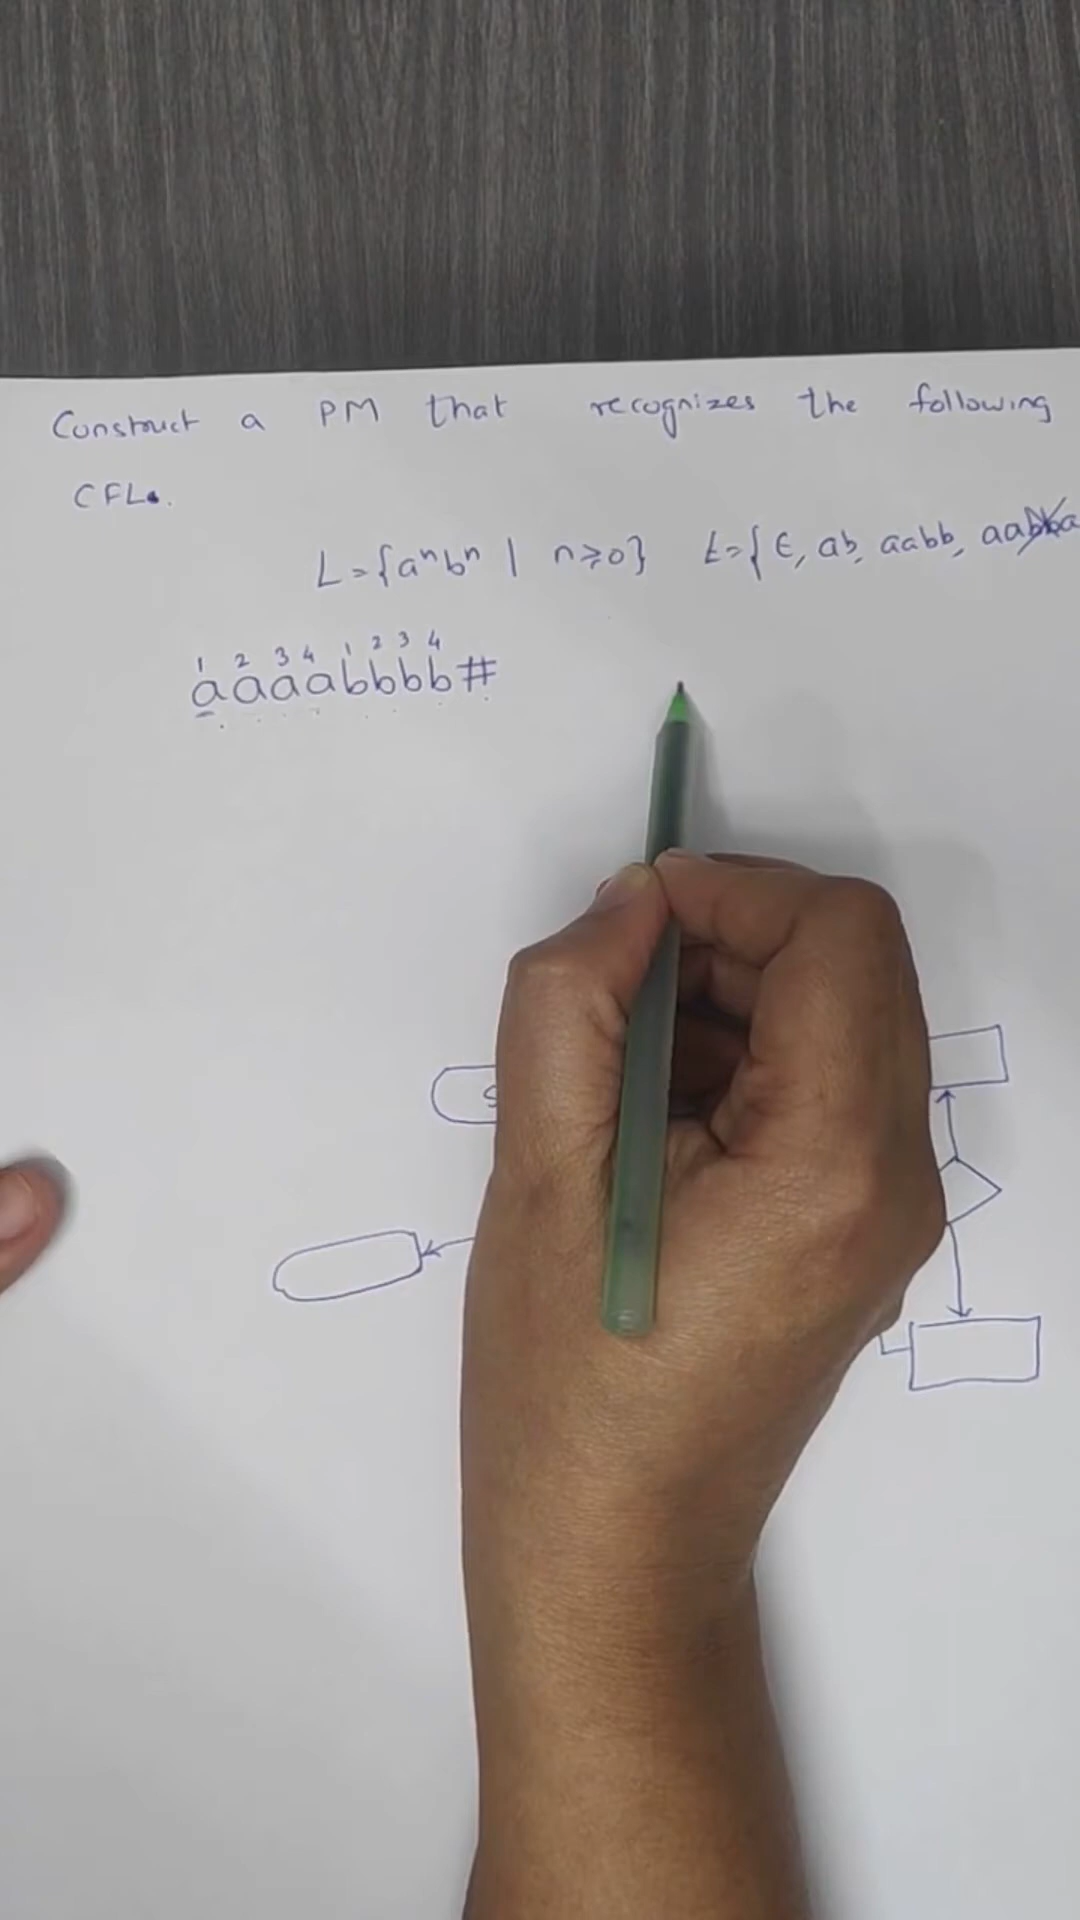 Construct a PM that recognizes the following
CFL.
L={aⁿbⁿ | n≥0} L={ϵ, ab, aabb,
1 2 3 4 1 2 3 4
aaaabbbb#
S